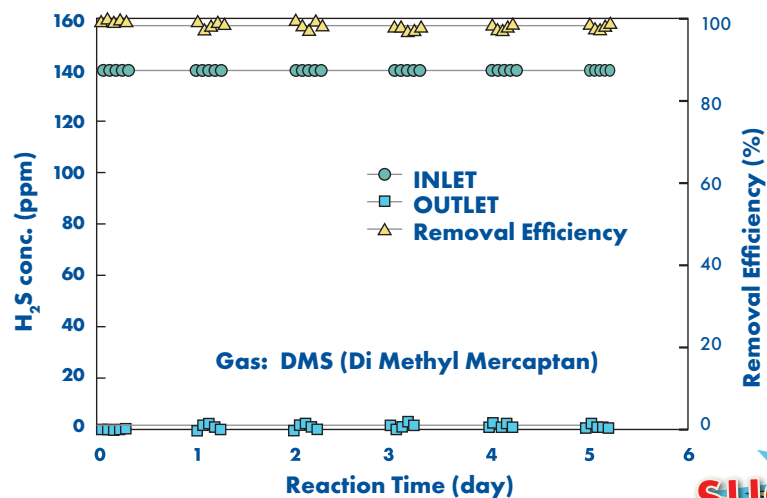 160
140
120
100
80
60
40
20
0
H₂S conc. (ppm)
100
80
60
40
20
0
Removal Efficiency (%)
INLET
OUTLET
Removal Efficiency
Gas: DMS (Di Methyl Mercaptan)
0 1 2 3 4 5 6
Reaction Time (day)